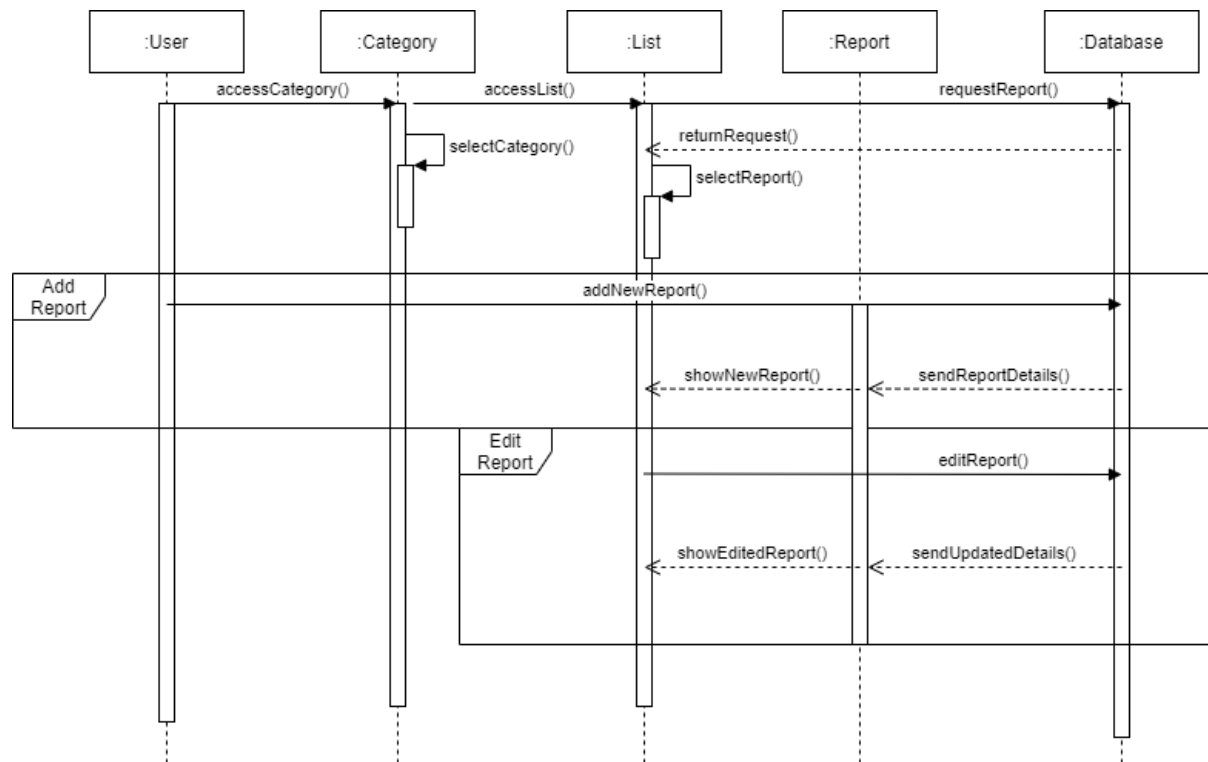 :User
:Category
:List
:Report
:Database
accessCategory()
accessList()
requestReport()
returnRequest()
selectCategory()
selectReport()
Add
Report
addNewReport()
showNewReport()
sendReportDetails()
Edit
Report
editReport()
showEditedReport()
sendUpdatedDetails()